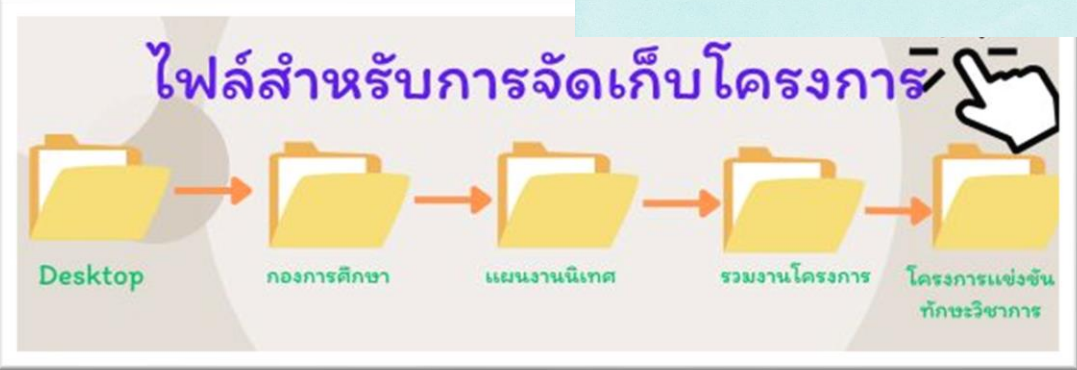 ไฟล์สำหรับการจัดเก็บโครงการ
Desktop
กองการศึกษา
แผนงานนิเทศ
รวมงานโครงการ
โครงการแข่งขัน
ทักษะวิชาการ